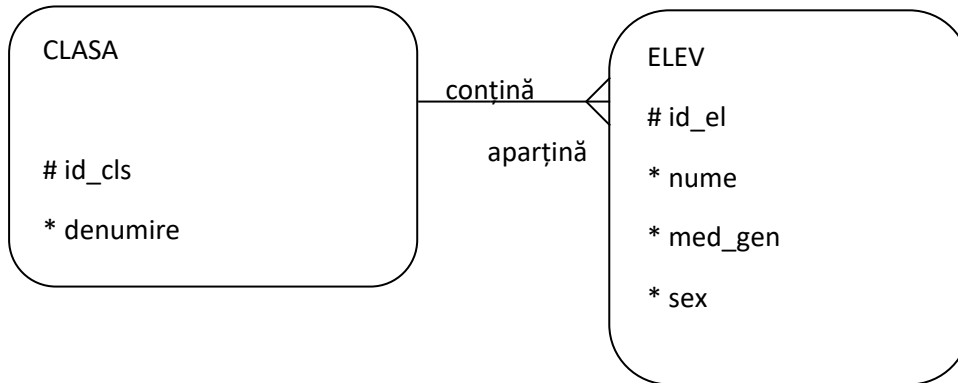 CLASA
# id_cls
* denumire
conțină
aparțină
ELEV
# id_el
* nume
* med_gen
* sex